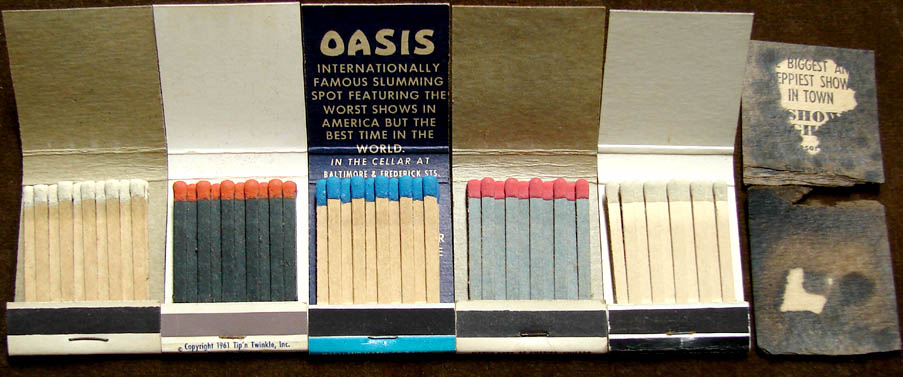 OASIS
INTERNATIONALLY
FAMOUS SLUMMING
SPOT FEATURING THE
WORST SHOWS IN
AMERICA BUT THE
BEST TIME IN THE
WORLD.
IN THE CELLAR AT
BALTIMORE & FREDERICK STS.
R
E
c Copyright 1961 Tip'n Twinkle, Inc.
BIGGEST
SHOW
IN TOWN
SHOW